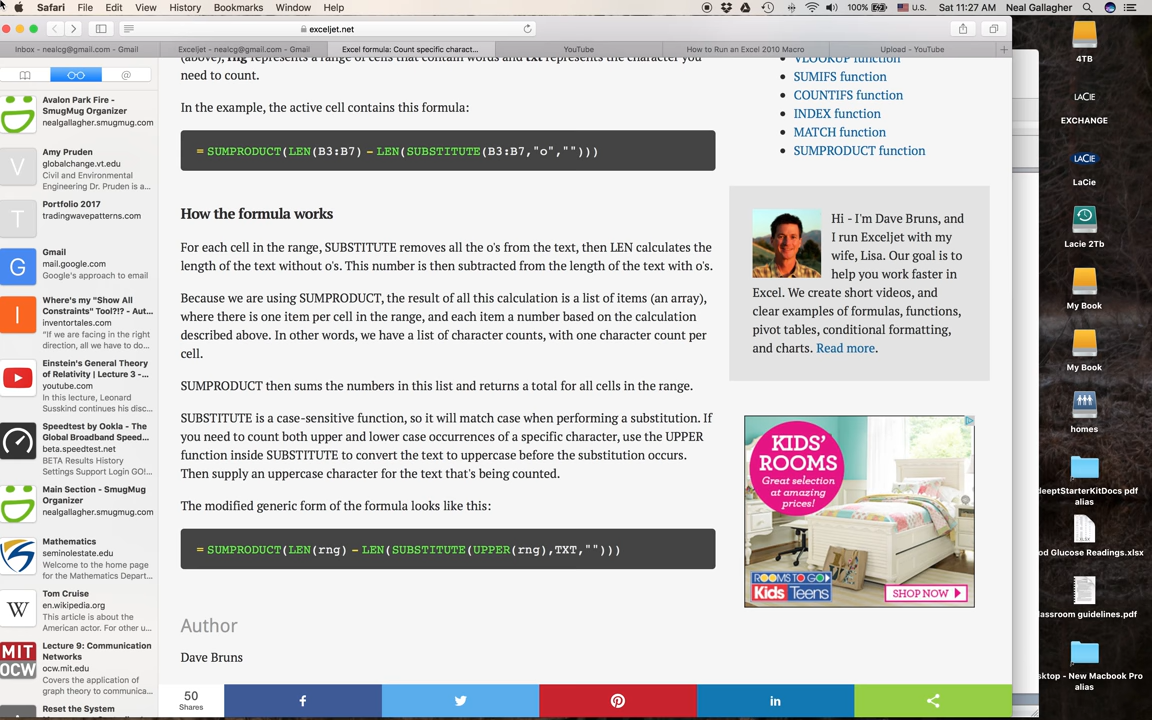 Safari File Edit View History Bookmarks Window Help
100% U.S. Sat 11:27 AM Neal Gallagher
exceljet.net
Inbox - nealcg@gmail.com - Gmail
Exceljet - nealcg@gmail.com - Gmail
Excel formula: Count specific charact...
YouTube
How to Run an Excel 2010 Macro
Upload - YouTube
Avalon Park Fire -
SmugMug Organizer
nealgallagher.smugmug.com
Amy Pruden
globalchange.vt.edu
Civil and Environmental
Engineering Dr. Pruden is a...
Portfolio 2017
tradingwavepatterns.com
Gmail
mail.google.com
Google's approach to email
Where's my "Show All
Constraints" Tool?!? - Aut...
inventortales.com
"If we are facing in the right
direction, all we have to do...
Einstein's General Theory
of Relativity | Lecture 3 -...
youtube.com
In this lecture, Leonard
Susskind continues his disc...
Speedtest by Ookla - The
Global Broadband Speed...
beta.speedtest.net
BETA Results History
Settings Support Login GO!...
Main Section - SmugMug
Organizer
nealgallagher.smugmug.com
Mathematics
seminolestate.edu
Welcome to the home page
for the Mathematics Depart...
Tom Cruise
en.wikipedia.org
This article is about the
American actor. For other u...
MIT
OCW
Lecture 9: Communication
Networks
ocw.mit.edu
Covers the application of
graph theory to communica...
Reset the System
(above), rng represents a range of cells that contain words and txt represents the character you
need to count.
In the example, the active cell contains this formula:
= SUMPRODUCT(LEN(B3:B7) - LEN(SUBSTITUTE(B3:B7,"o","")))
How the formula works
For each cell in the range, SUBSTITUTE removes all the o's from the text, then LEN calculates the
length of the text without o's. This number is then subtracted from the length of the text with o's.
Because we are using SUMPRODUCT, the result of all this calculation is a list of items (an array),
where there is one item per cell in the range, and each item a number based on the calculation
described above. In other words, we have a list of character counts, with one character count per
cell.
SUMPRODUCT then sums the numbers in this list and returns a total for all cells in the range.
SUBSTITUTE is a case-sensitive function, so it will match case when performing a substitution. If
you need to count both upper and lower case occurrences of a specific character, use the UPPER
function inside SUBSTITUTE to convert the text to uppercase before the substitution occurs.
Then supply an uppercase character for the text that's being counted.
The modified generic form of the formula looks like this:
= SUMPRODUCT(LEN(rng) - LEN(SUBSTITUTE(UPPER(rng),TXT,"")))
Author
Dave Bruns
50
Shares
VLOOKUP function
SUMIFS function
COUNTIFS function
INDEX function
MATCH function
SUMPRODUCT function
Hi - I'm Dave Bruns, and
I run Exceljet with my
wife, Lisa. Our goal is to
help you work faster in
Excel. We create short videos, and
clear examples of formulas, functions,
pivot tables, conditional formatting,
and charts. Read more.
KIDS'
ROOMS
Great selection
at amazing
prices!
ROOMS TO GO
Kids Teens
SHOP NOW
4TB
LACIE
EXCHANGE
LACIE
LaCie
Lacie 2Tb
My Book
My Book
homes
deeptStarterKitDocs pdf
alias
od Glucose Readings.xlsx
lassroom guidelines.pdf
sktop - New Macbook Pro
alias